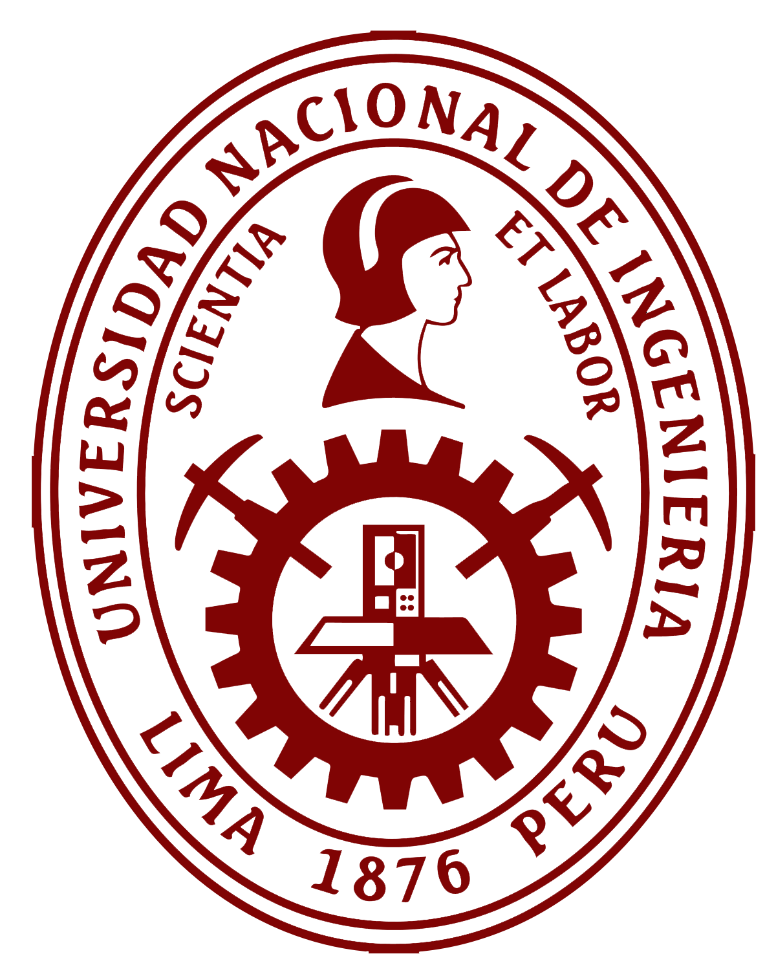 UNIVERSIDAD NACIONAL DE INGENIERIA
SCIENTIA ET LABOR
LIMA 1876 PERU